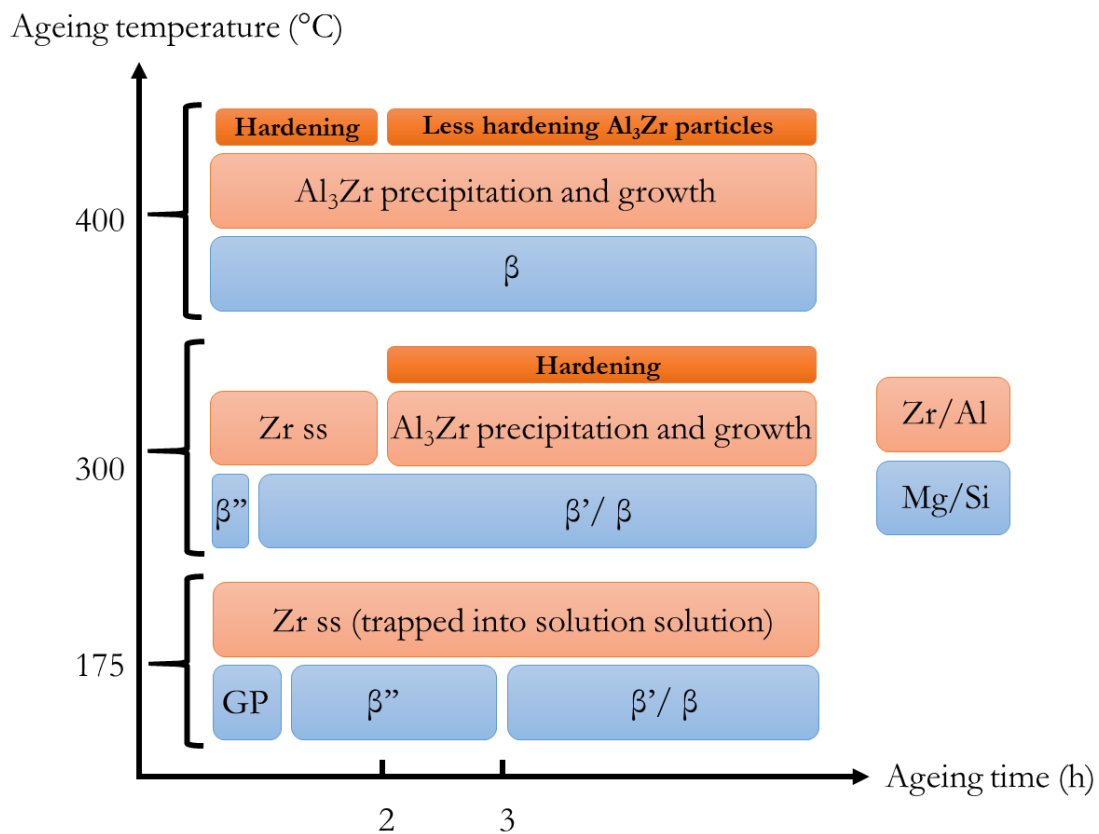 Ageing temperature (°C)
Hardening
Less hardening Al₃Zr particles
Al₃Zr precipitation and growth
400
β
Hardening
Zr ss
Al₃Zr precipitation and growth
Zr/Al
300
β”
β’/ β
Mg/Si
Zr ss (trapped into solution solution)
175
GP
β”
β’/ β
Ageing time (h)
2
3